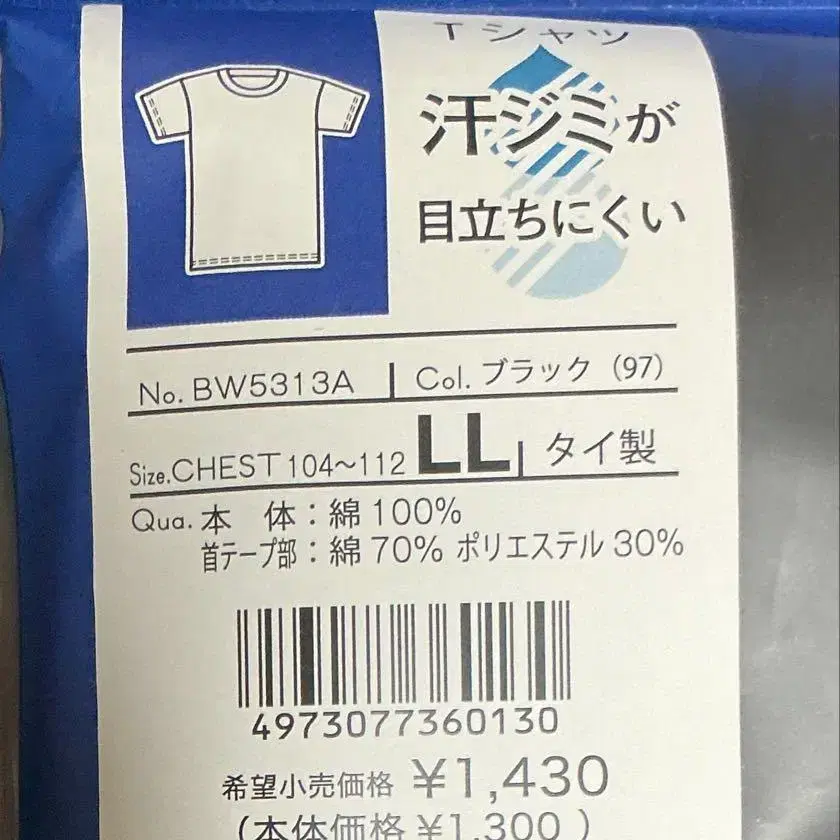 Tシャツ
汗ジミが
目立ちにくい
No. BW5313A Col. ブラック (97)
Size. CHEST 104~112 LL タイ製
Qua. 本 体:綿 100%
首テープ部:綿 70% ポリエステル 30%
4973077360130
希望小売価格 ¥1,430
(本体価格 ¥1,300 )